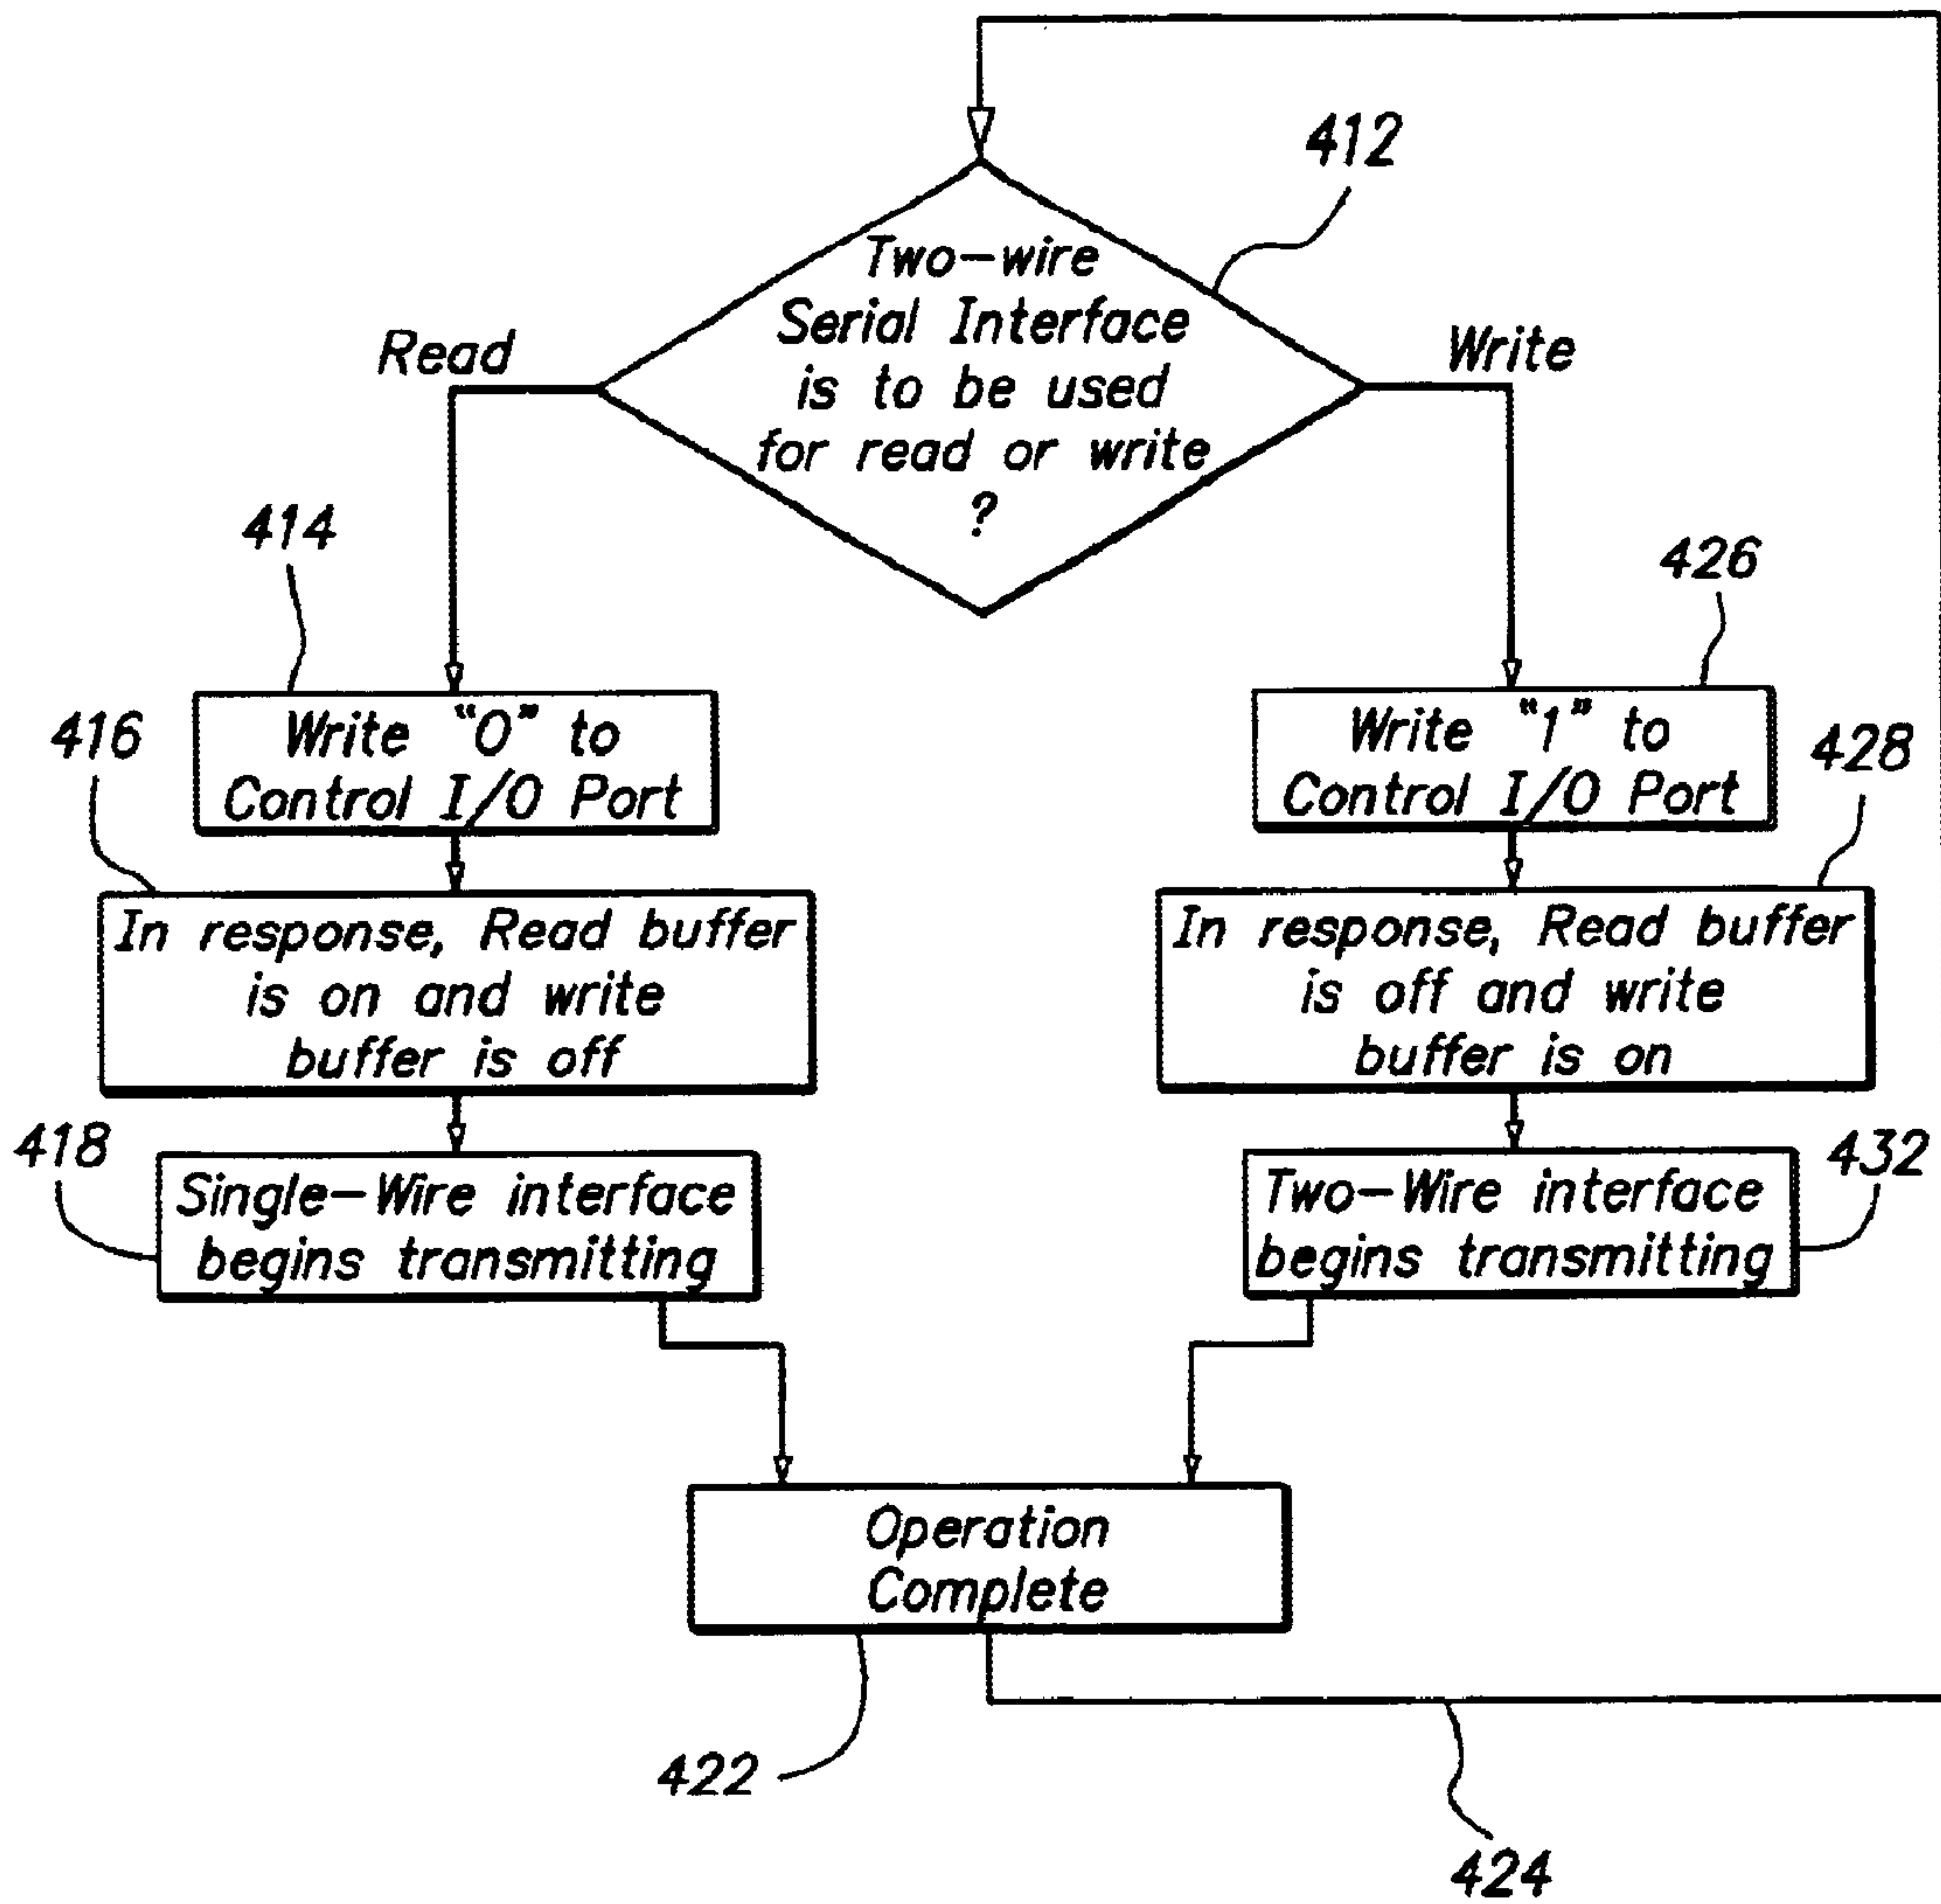 412
Two-wire
Serial Interface
is to be used
for read or write
?
Read
Write
414
426
Write "0" to
Control I/O Port
Write "1" to
Control I/O Port
416
428
In response, Read buffer
is on and write
buffer is off
In response, Read buffer
is off and write
buffer is on
418
432
Single-Wire interface
begins transmitting
Two-Wire interface
begins transmitting
Operation
Complete
422
424